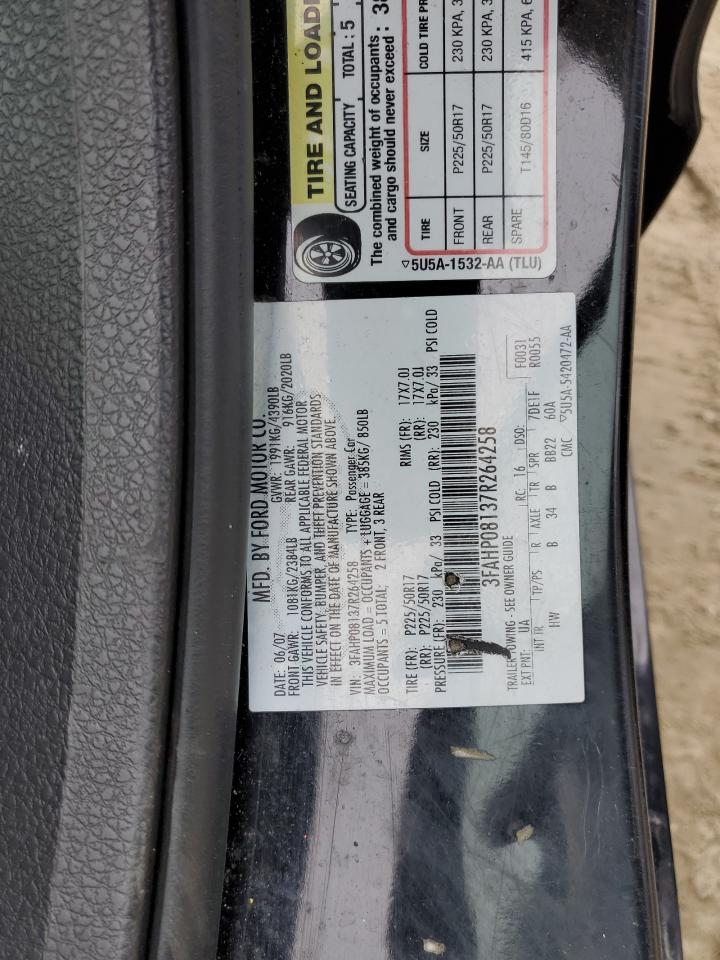 MFD. BY FORD MOTOR CO.
DATE: 06/07 GVWR: 1991KG/4390LB
FRONT GAWR: 1081KG/2384LB REAR GAWR: 916KG/2020LB
THIS VEHICLE CONFORMS TO ALL APPLICABLE FEDERAL MOTOR
VEHICLE SAFETY, BUMPER, AND THEFT PREVENTION STANDARDS
IN EFFECT ON THE DATE OF MANUFACTURE SHOWN ABOVE.
VIN: 3FAHP08137R264258 TYPE: Passenger Car
MAXIMUM LOAD = OCCUPANTS + LUGGAGE = 385KG/ 850LB
OCCUPANTS = 5 TOTAL: 2 FRONT, 3 REAR
TIRE (FR): P225/50R17 RIMS (FR): 17X7.0J
(RR): P225/50R17 (RR): 17X7.0J
PRESSURE (FR): 230 kPa/ 33 PSI COLD (RR): 230 kPa/ 33 PSI COLD
3FAHP08137R264258
TRAILER TOWING - SEE OWNER GUIDE
F0031
R0055
EXT PNT: UA RC: 16 DSO: 7DE1F
INT TR TP/PS R AXLE TR SPR 60A
HW B 34 B BB22
CMC ▽5U5A-5420472-AA
TIRE AND LOADI
SEATING CAPACITY TOTAL : 5
The combined weight of occupants
and cargo should never exceed : 38
TIRE SIZE COLD TIRE PR
FRONT P225/50R17 230 KPA, 3
REAR P225/50R17 230 KPA, 3
SPARE T145/80D16 415 KPA, 6
▽5U5A-1532-AA (TLU)